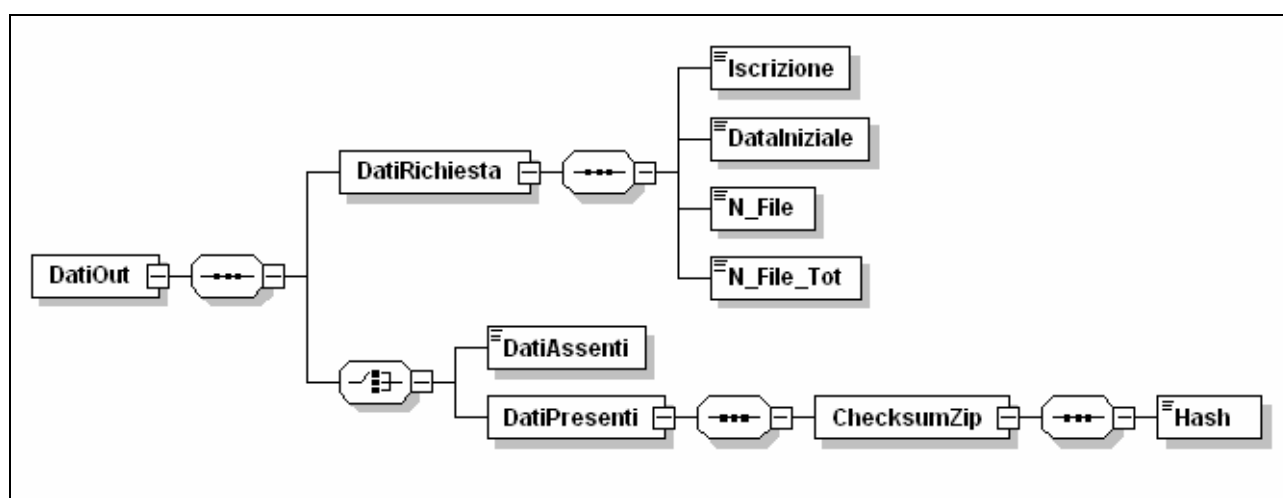 Iscrizione
DataIniziale
DatiRichiesta
N_File
N_File_Tot
DatiOut
DatiAssenti
DatiPresenti
ChecksumZip
Hash